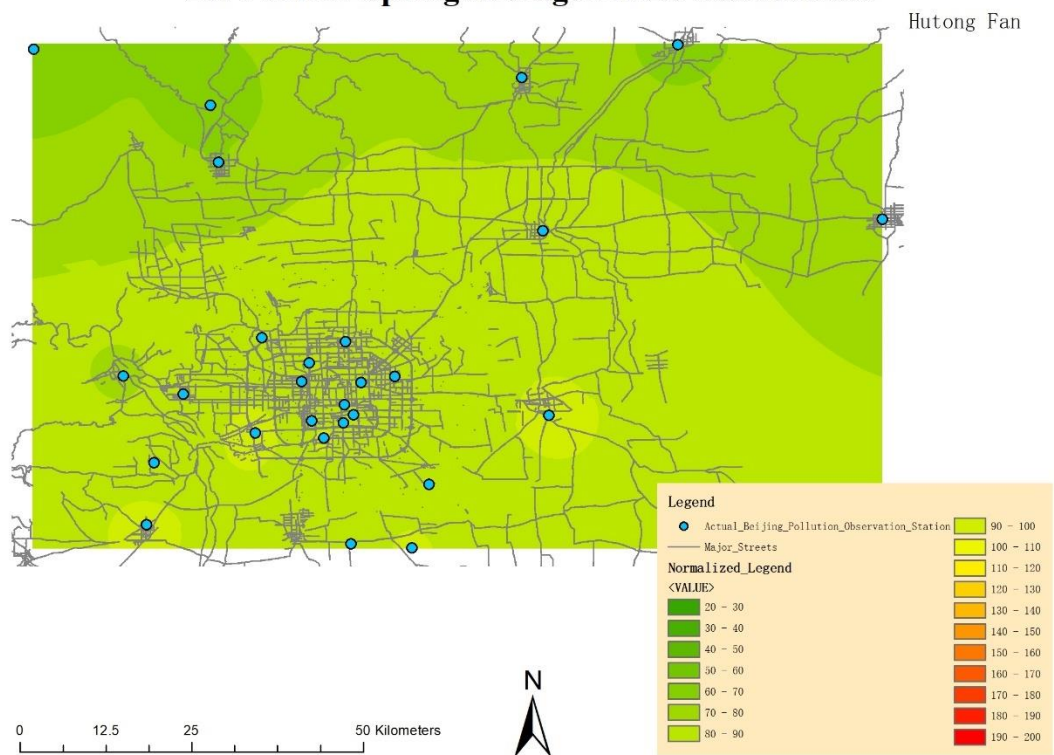 Hutong Fan
Legend
Actual_Beijing_Pollution_Observation_Station
Major_Streets
Normalized_Legend
<VALUE>
20 - 30
30 - 40
40 - 50
50 - 60
60 - 70
70 - 80
80 - 90
90 - 100
100 - 110
110 - 120
120 - 130
130 - 140
140 - 150
150 - 160
160 - 170
170 - 180
180 - 190
190 - 200
N
0 12.5 25 50 Kilometers